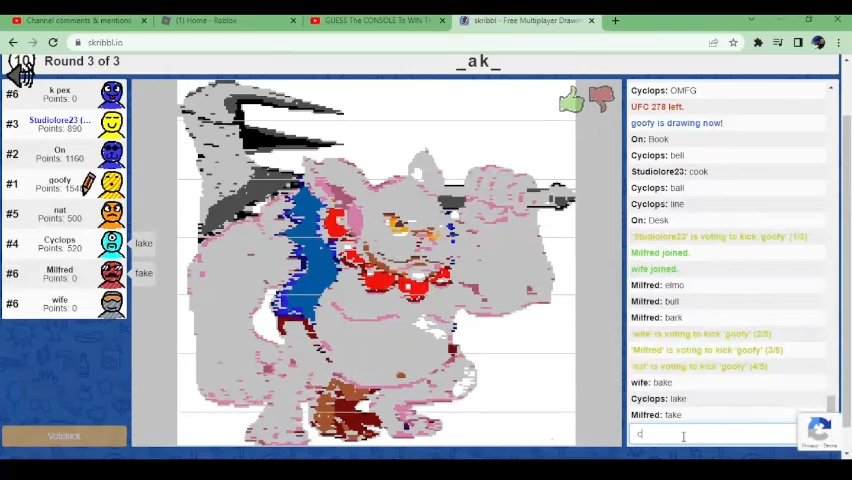 Channel comments & mentions
(1) Home - Roblox
GUESS The CONSOLE To WIN T
skribbl - Free Multiplayer Drawin
skribbl.io
(10) Round 3 of 3
_ak_
#6 k pex
Points: 0
#3 Studiolore23 (...
Points: 890
#2 On
Points: 1160
#1 goofy
Points: 1540
#5 nat
Points: 500
#4 Cyclops
Points: 520
lake
#6 Milfred
Points: 0
fake
#6 wife
Points: 0
Votekick
Cyclops: OMFG
UFC 278 left.
goofy is drawing now!
On: Book
Cyclops: bell
Studiolore23: cook
Cyclops: ball
Cyclops: line
On: Desk
'Studiolore23' is voting to kick 'goofy' (1/3)
Milfred joined.
wife joined.
Milfred: elmo
Milfred: bull
Milfred: bark
'wife' is voting to kick 'goofy' (2/5)
'Milfred' is voting to kick 'goofy' (3/5)
'nat' is voting to kick 'goofy' (4/5)
wife: bake
Cyclops: lake
Milfred: fake
c
Privacy - Terms